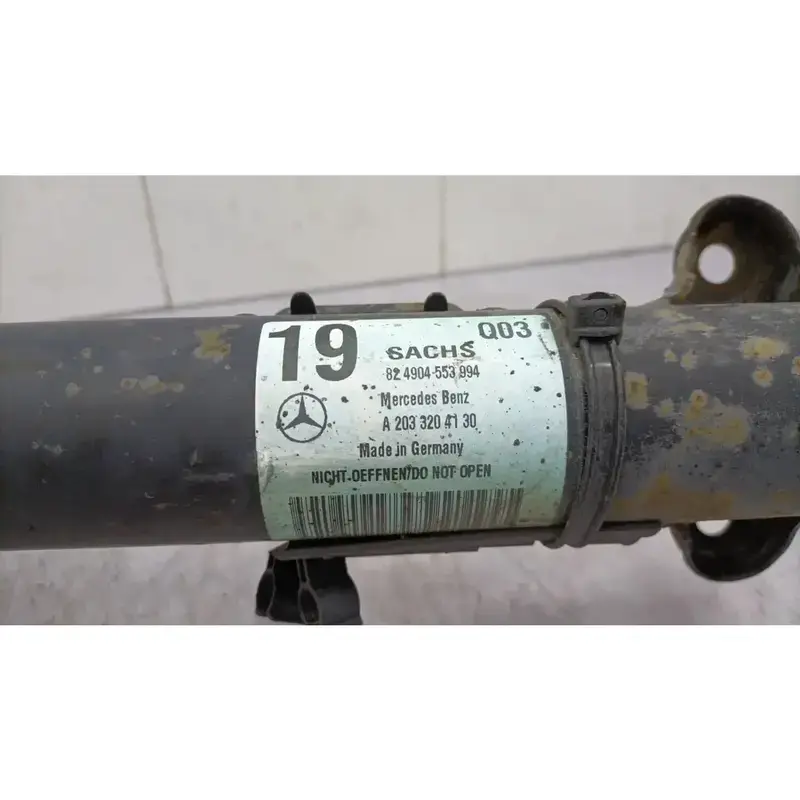 19 SACHS Q03
82 4904 553 994
Mercedes Benz
A 203 320 41 30
Made in Germany
NICHT-OEFFNEN/DO NOT OPEN